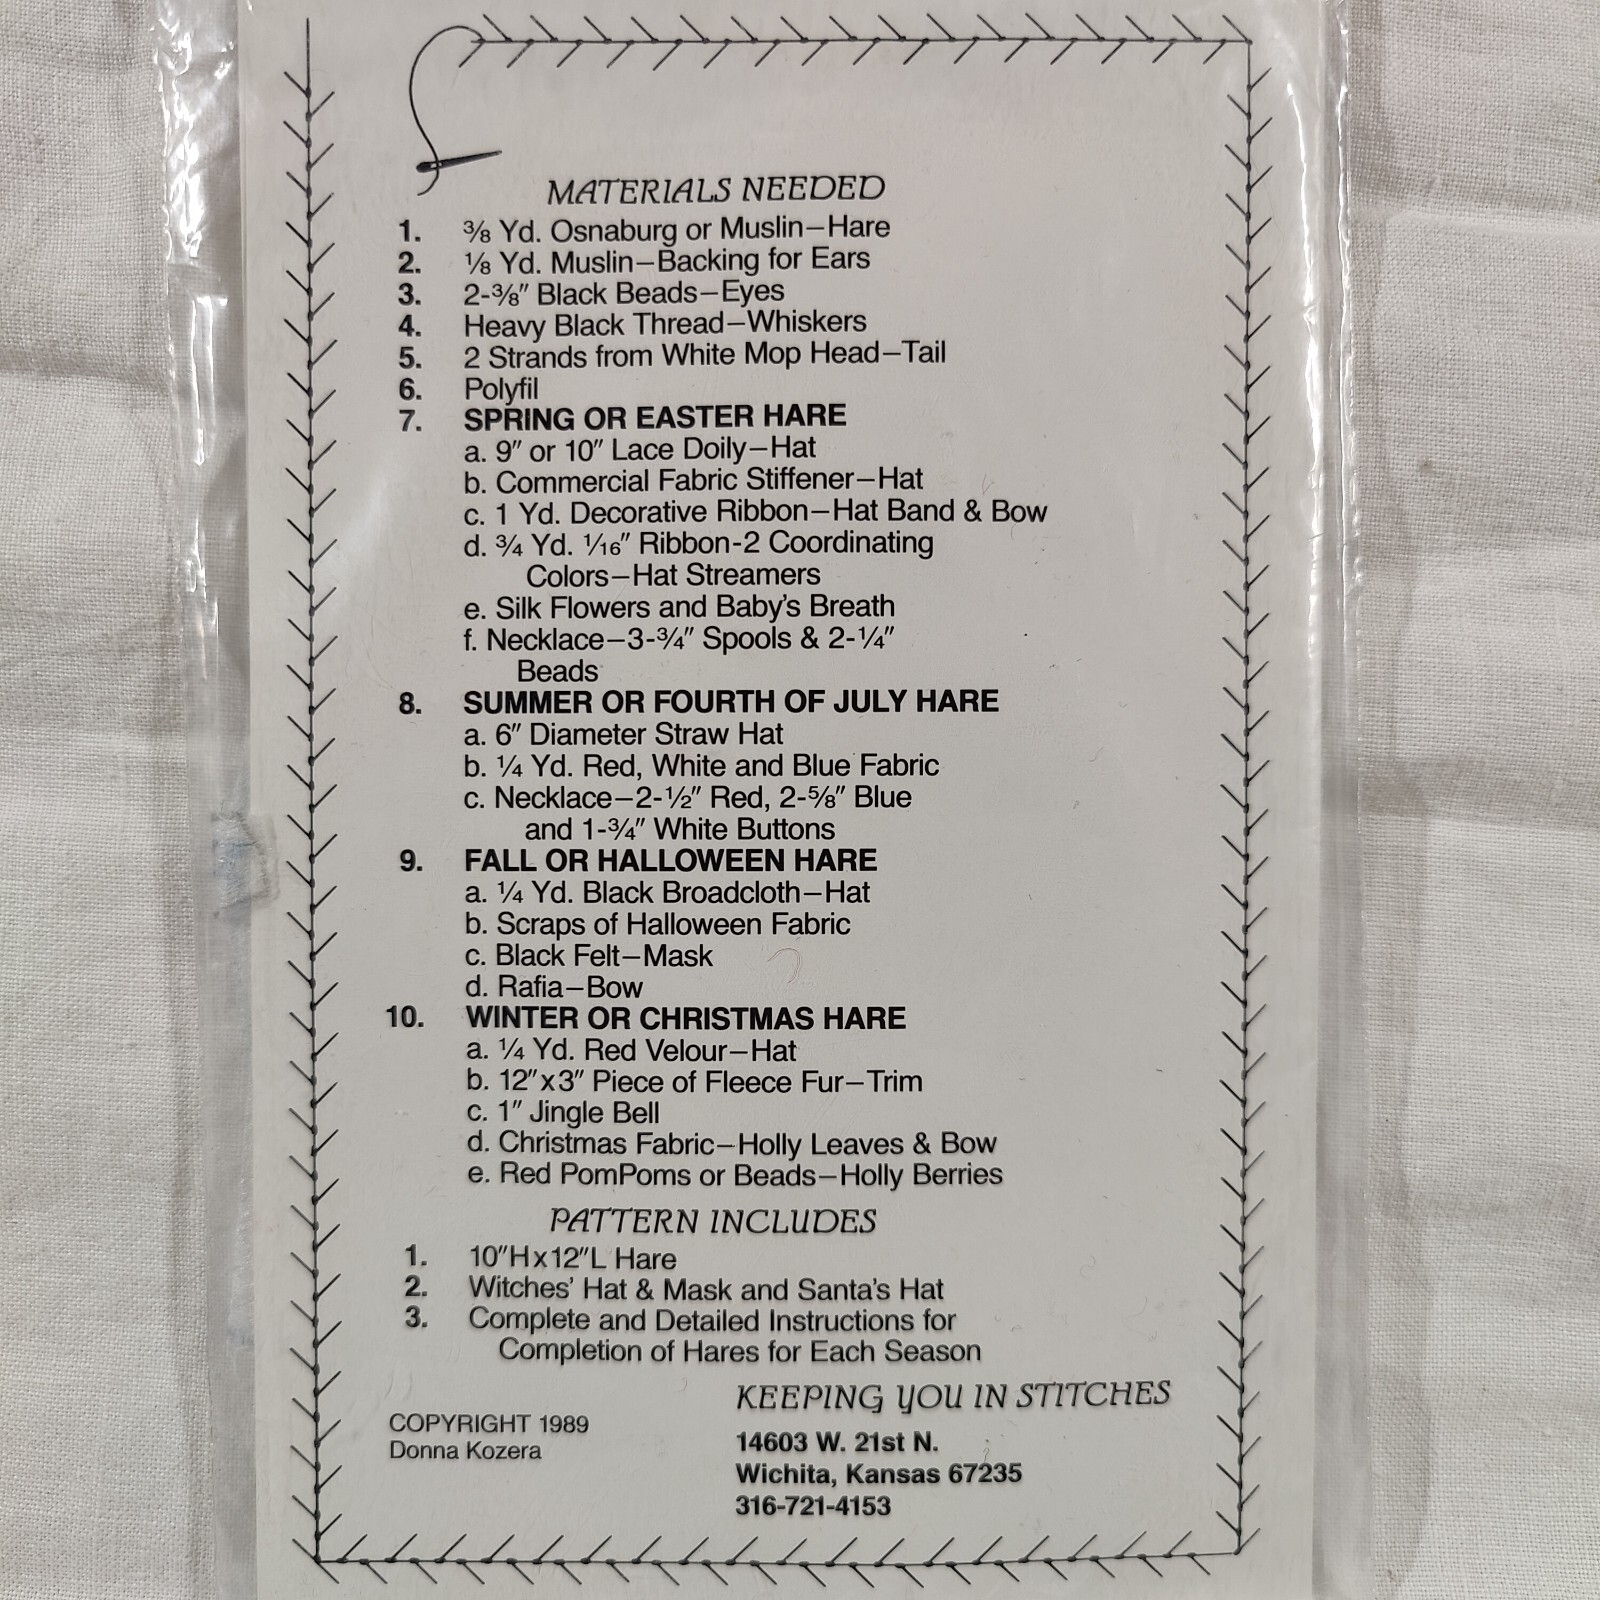 MATERIALS NEEDED
1. ⅜ Yd. Osnaburg or Muslin—Hare
2. ⅛ Yd. Muslin—Backing for Ears
3. 2-⅜″ Black Beads—Eyes
4. Heavy Black Thread—Whiskers
5. 2 Strands from White Mop Head—Tail
6. Polyfil
7. SPRING OR EASTER HARE
a. 9″ or 10″ Lace Doily—Hat
b. Commercial Fabric Stiffener—Hat
c. 1 Yd. Decorative Ribbon—Hat Band & Bow
d. ¾ Yd. 1⁄16″ Ribbon-2 Coordinating
Colors—Hat Streamers
e. Silk Flowers and Baby's Breath
f. Necklace—3-¾″ Spools & 2-¼″
Beads
8. SUMMER OR FOURTH OF JULY HARE
a. 6″ Diameter Straw Hat
b. ¼ Yd. Red, White and Blue Fabric
c. Necklace—2-½″ Red, 2-⅝″ Blue
and 1-¾″ White Buttons
9. FALL OR HALLOWEEN HARE
a. ¼ Yd. Black Broadcloth—Hat
b. Scraps of Halloween Fabric
c. Black Felt—Mask
d. Rafia—Bow
10. WINTER OR CHRISTMAS HARE
a. ¼ Yd. Red Velour—Hat
b. 12″x3″ Piece of Fleece Fur—Trim
c. 1″ Jingle Bell
d. Christmas Fabric—Holly Leaves & Bow
e. Red PomPoms or Beads—Holly Berries
PATTERN INCLUDES
1. 10″Hx12″L Hare
2. Witches' Hat & Mask and Santa's Hat
3. Complete and Detailed Instructions for
Completion of Hares for Each Season
COPYRIGHT 1989
Donna Kozera
KEEPING YOU IN STITCHES
14603 W. 21st N.
Wichita, Kansas 67235
316-721-4153